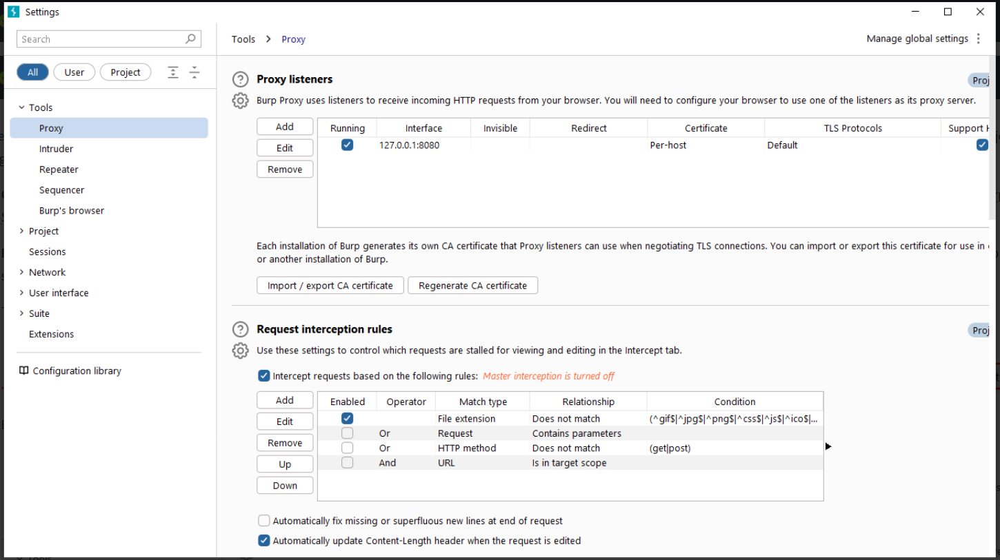 Settings
Search
Tools > Proxy
Manage global settings
All User Project
Tools
Proxy
Intruder
Repeater
Sequencer
Burp's browser
Project
Sessions
Network
User interface
Suite
Extensions
Configuration library
Proxy listeners
Proj
Burp Proxy uses listeners to receive incoming HTTP requests from your browser. You will need to configure your browser to use one of the listeners as its proxy server.
Add
Edit
Remove
Running Interface Invisible Redirect Certificate TLS Protocols Support H
127.0.0.1:8080 Per-host Default
Each installation of Burp generates its own CA certificate that Proxy listeners can use when negotiating TLS connections. You can import or export this certificate for use in
or another installation of Burp.
Import / export CA certificate Regenerate CA certificate
Request interception rules
Proj
Use these settings to control which requests are stalled for viewing and editing in the Intercept tab.
Intercept requests based on the following rules: Master interception is turned off
Add
Edit
Remove
Up
Down
Enabled Operator Match type Relationship Condition
File extension Does not match (^gif$|^jpg$|^png$|^css$|^js$|^ico$|...
Or Request Contains parameters
Or HTTP method Does not match (get|post)
And URL Is in target scope
Automatically fix missing or superfluous new lines at end of request
Automatically update Content-Length header when the request is edited